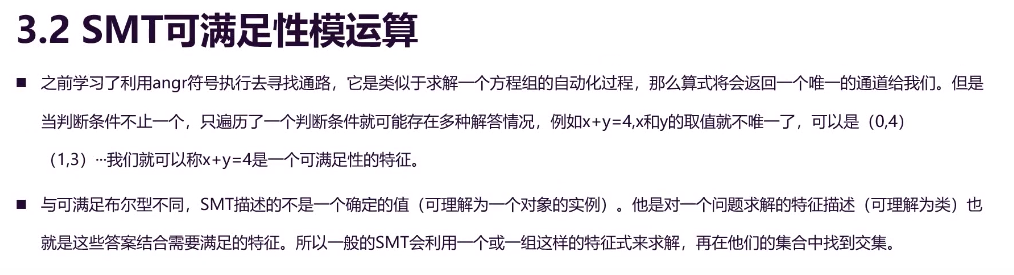 3.2 SMT可满足性模运算
■ 之前学习了利用angr符号执行去寻找通路，它是类似于求解一个方程组的自动化过程，那么算式将会返回一个唯一的通道给我们。但是
当判断条件不止一个，只遍历了一个判断条件就可能存在多种解答情况，例如x+y=4,x和y的取值就不唯一了，可以是（0,4）
（1,3）···我们就可以称x+y=4是一个可满足性的特征。
■ 与可满足布尔型不同，SMT描述的不是一个确定的值（可理解为一个对象的实例）。他是对一个问题求解的特征描述（可理解为类）也
就是这些答案结合需要满足的特征。所以一般的SMT会利用一个或一组这样的特征式来求解，再在他们的集合中找到交集。